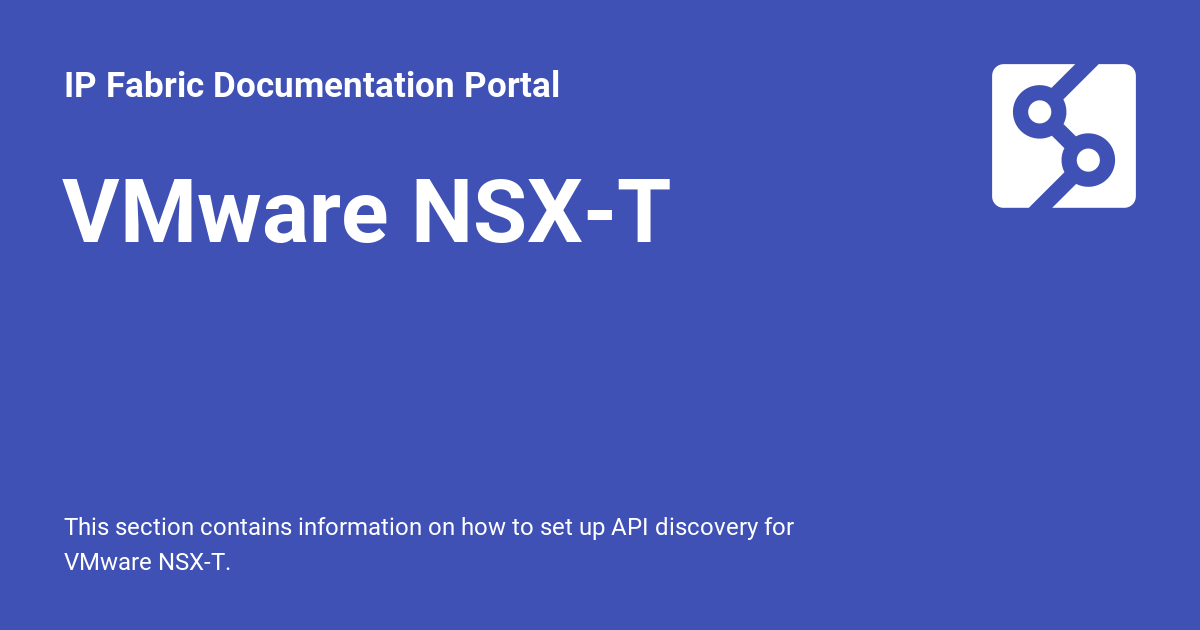 IP Fabric Documentation Portal
VMware NSX-T
This section contains information on how to set up API discovery for
VMware NSX-T.